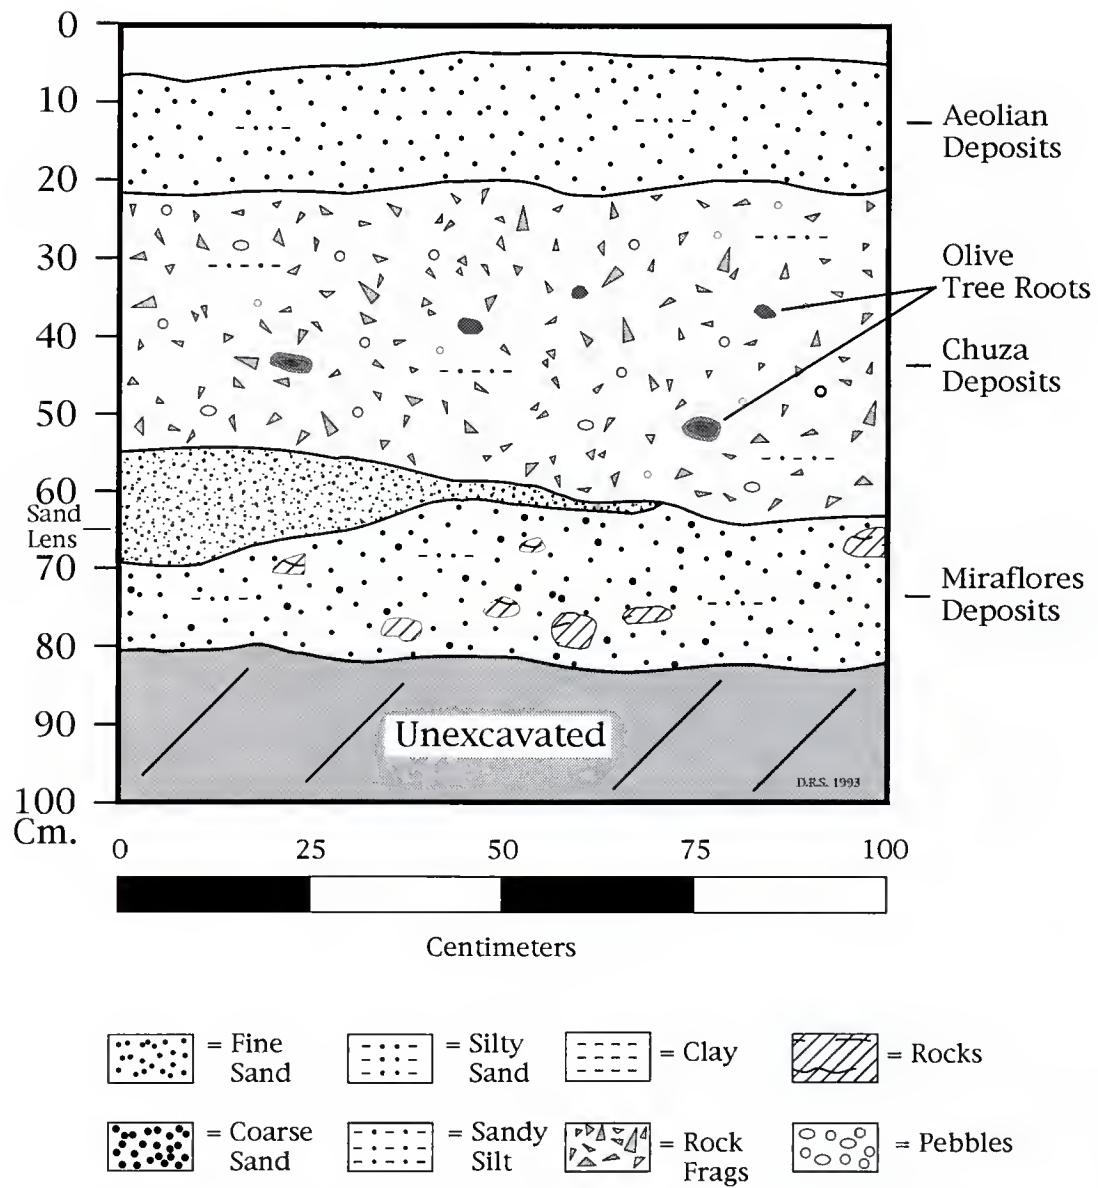 0
10
20
30
40
50
60
Sand
Lens
70
80
90
100
Cm.
Aeolian
Deposits
Olive
Tree Roots
Chuza
Deposits
Miraflores
Deposits
Unexcavated
D.R.S. 1993
0 25 50 75 100
Centimeters
= Fine
Sand
= Silty
Sand
= Clay
= Rocks
= Coarse
Sand
= Sandy
Silt
= Rock
Frags
= Pebbles